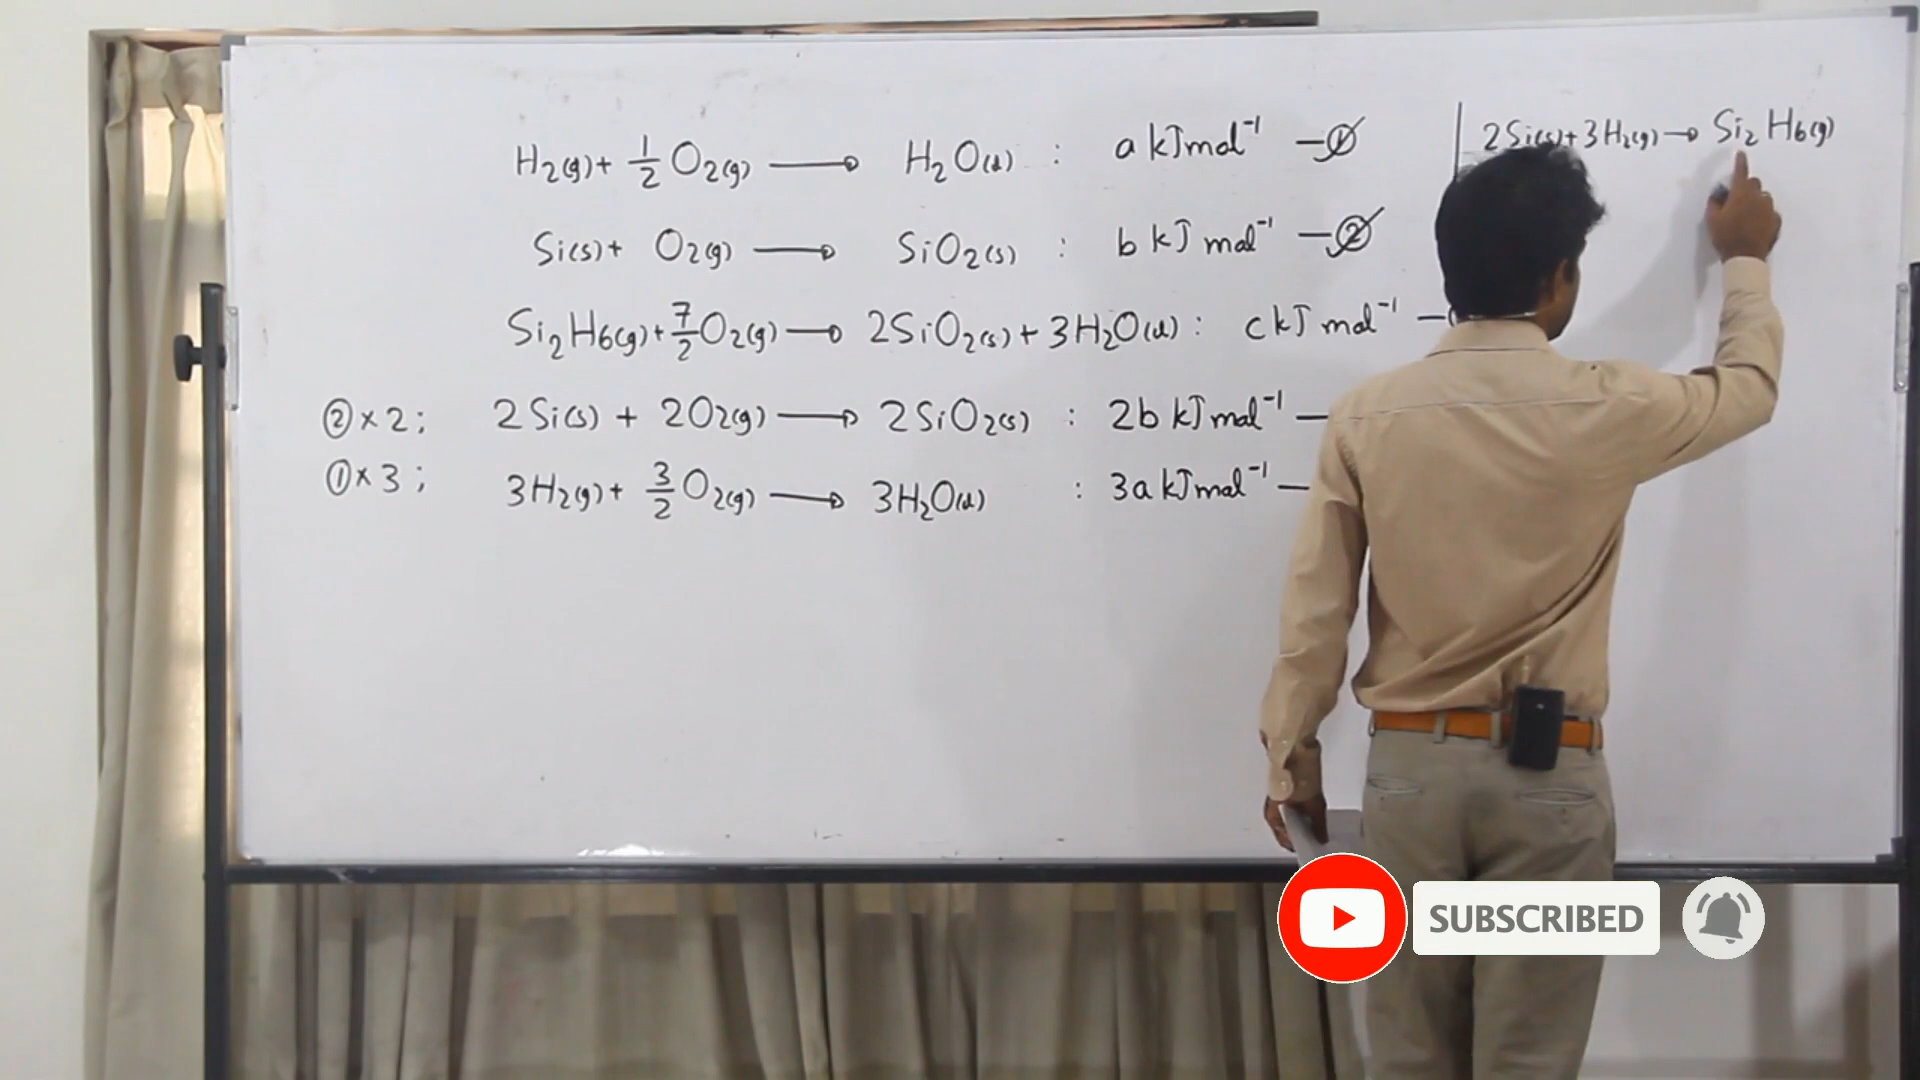 H₂(g) + 1/2 O₂(g) → H₂O(l) : a kJ mol⁻¹ — ①
2Si(s) + 3H₂(g) → Si₂H₆(g)
Si(s) + O₂(g) → SiO₂(s) : b kJ mol⁻¹ — ②
Si₂H₆(g) + 7/2 O₂(g) → 2SiO₂(s) + 3H₂O(l) : c kJ mol⁻¹ —
② × 2 ; 2Si(s) + 2O₂(g) → 2SiO₂(s) : 2b kJ mol⁻¹ —
① × 3 ; 3H₂(g) + 3/2 O₂(g) → 3H₂O(l) : 3a kJ mol⁻¹ —
SUBSCRIBED